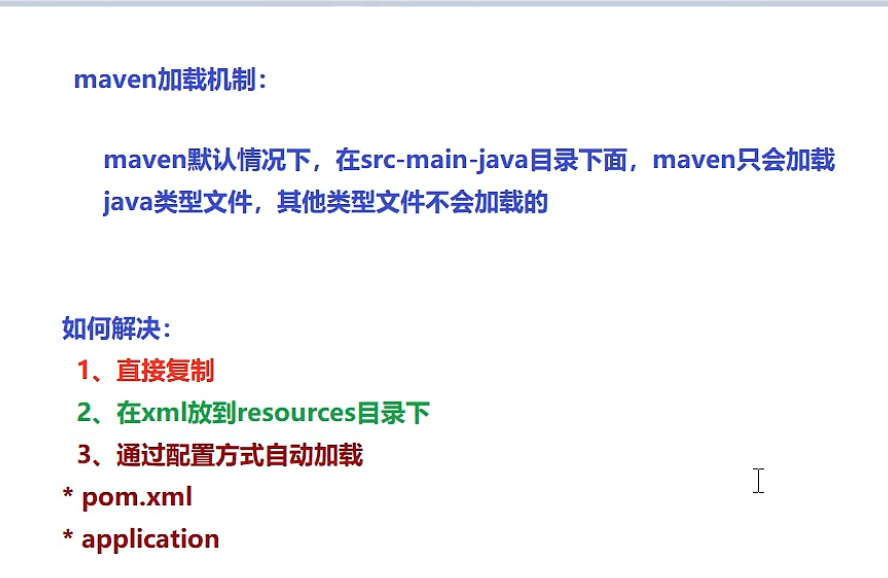 maven加载机制：
maven默认情况下，在src-main-java目录下面，maven只会加载
java类型文件，其他类型文件不会加载的
如何解决：
1、直接复制
2、在xml放到resources目录下
3、通过配置方式自动加载
* pom.xml
* application